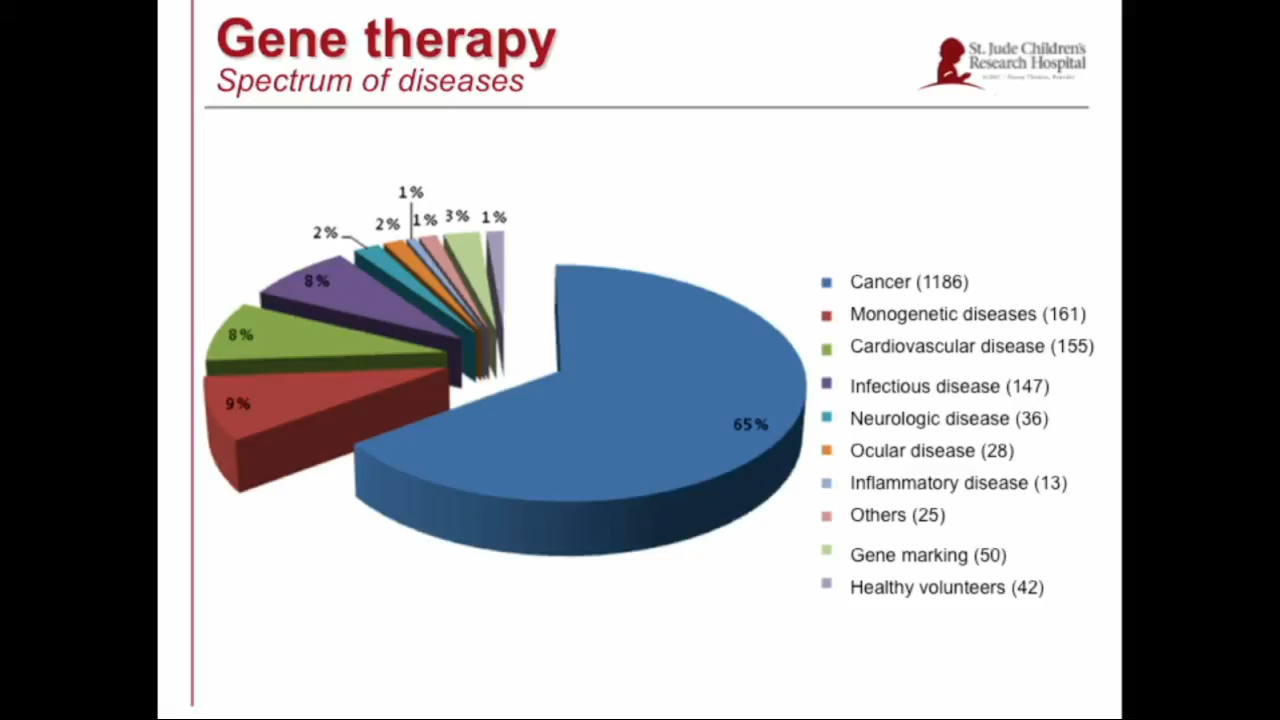 Gene therapy
Spectrum of diseases
St. Jude Children's
Research Hospital
1%
2%
2%
1%
3%
1%
8%
8%
9%
65%
Cancer (1186)
Monogenetic diseases (161)
Cardiovascular disease (155)
Infectious disease (147)
Neurologic disease (36)
Ocular disease (28)
Inflammatory disease (13)
Others (25)
Gene marking (50)
Healthy volunteers (42)